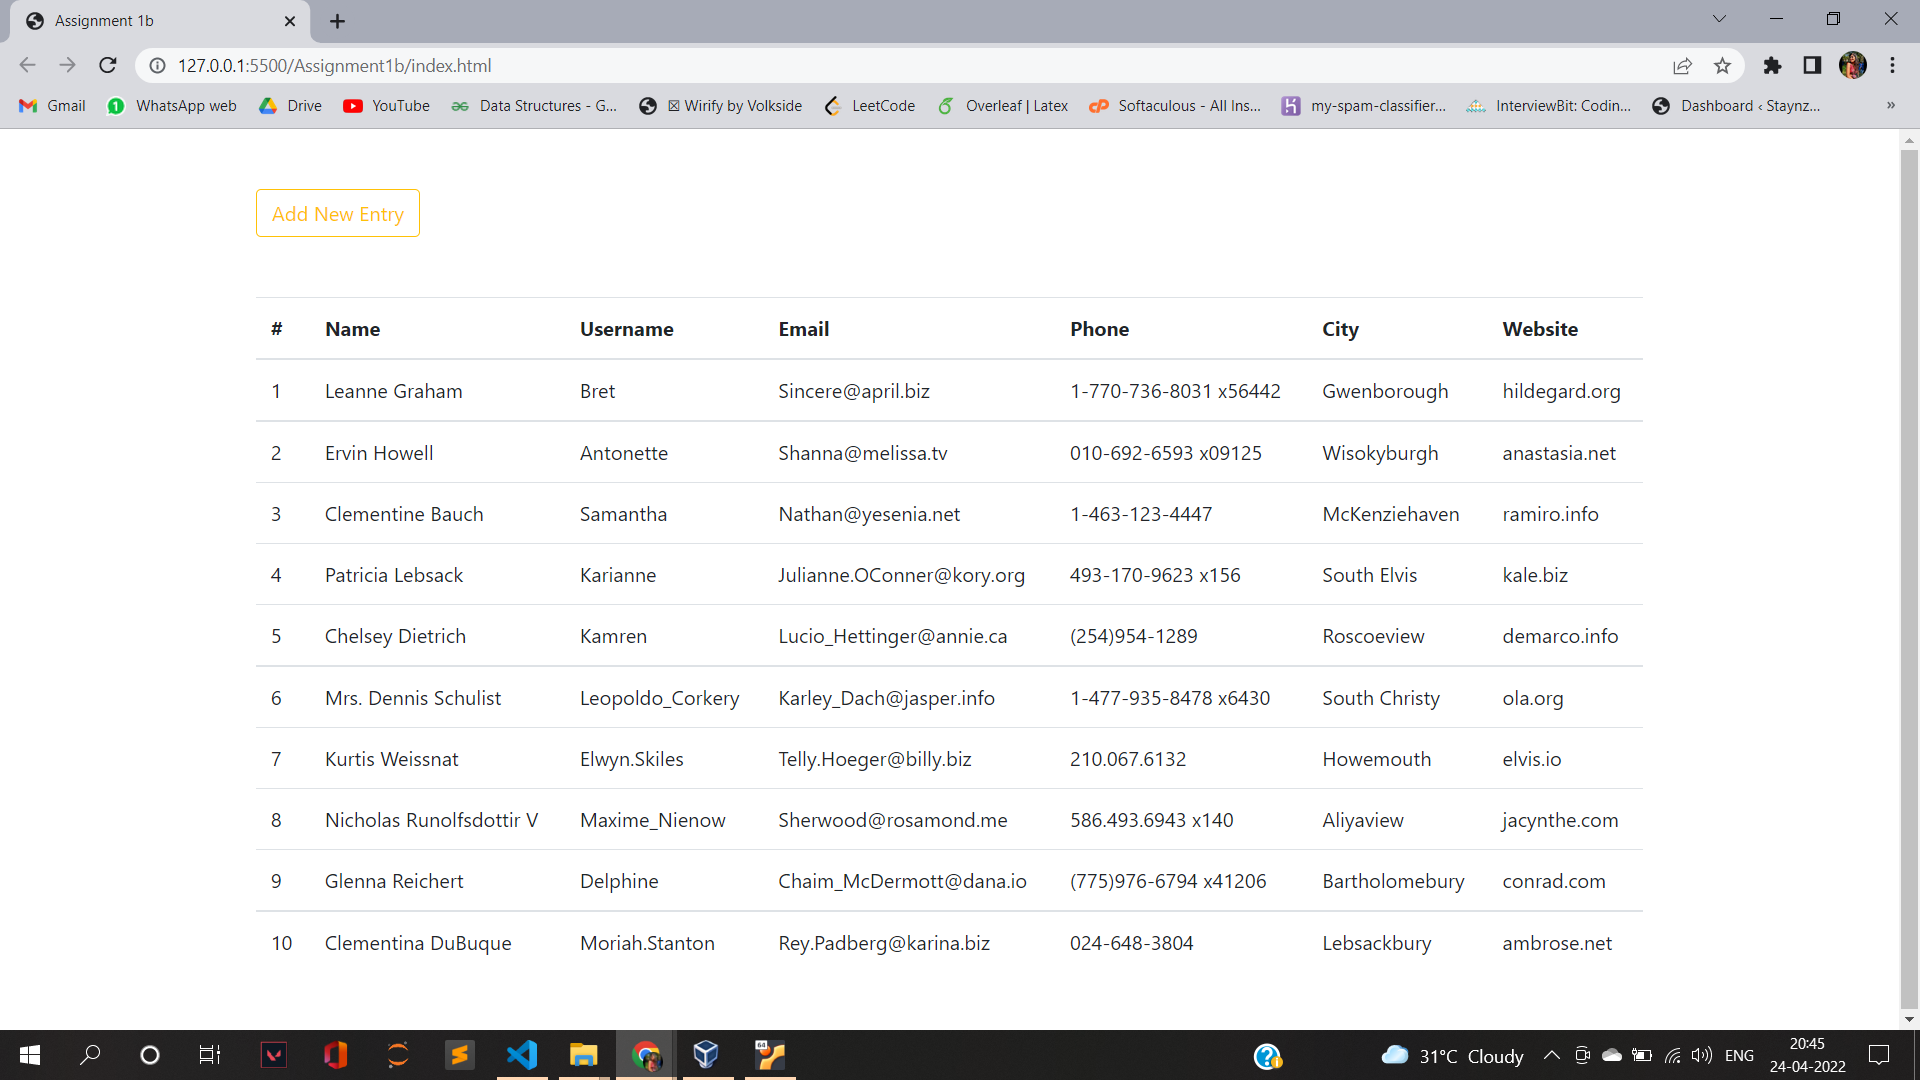 Assignment 1b
127.0.0.1:5500/Assignment1b/index.html
Gmail WhatsApp web Drive YouTube Data Structures - G... Wirify by Volkside LeetCode Overleaf | Latex Softaculous - All Ins... my-spam-classifier... InterviewBit: Codin... Dashboard ‹ Staynz... »
Add New Entry
# Name Username Email Phone City Website
1 Leanne Graham Bret Sincere@april.biz 1-770-736-8031 x56442 Gwenborough hildegard.org
2 Ervin Howell Antonette Shanna@melissa.tv 010-692-6593 x09125 Wisokyburgh anastasia.net
3 Clementine Bauch Samantha Nathan@yesenia.net 1-463-123-4447 McKenziehaven ramiro.info
4 Patricia Lebsack Karianne Julianne.OConner@kory.org 493-170-9623 x156 South Elvis kale.biz
5 Chelsey Dietrich Kamren Lucio_Hettinger@annie.ca (254)954-1289 Roscoeview demarco.info
6 Mrs. Dennis Schulist Leopoldo_Corkery Karley_Dach@jasper.info 1-477-935-8478 x6430 South Christy ola.org
7 Kurtis Weissnat Elwyn.Skiles Telly.Hoeger@billy.biz 210.067.6132 Howemouth elvis.io
8 Nicholas Runolfsdottir V Maxime_Nienow Sherwood@rosamond.me 586.493.6943 x140 Aliyaview jacynthe.com
9 Glenna Reichert Delphine Chaim_McDermott@dana.io (775)976-6794 x41206 Bartholomebury conrad.com
10 Clementina DuBuque Moriah.Stanton Rey.Padberg@karina.biz 024-648-3804 Lebsackbury ambrose.net
64 31°C Cloudy ENG 20:45
24-04-2022